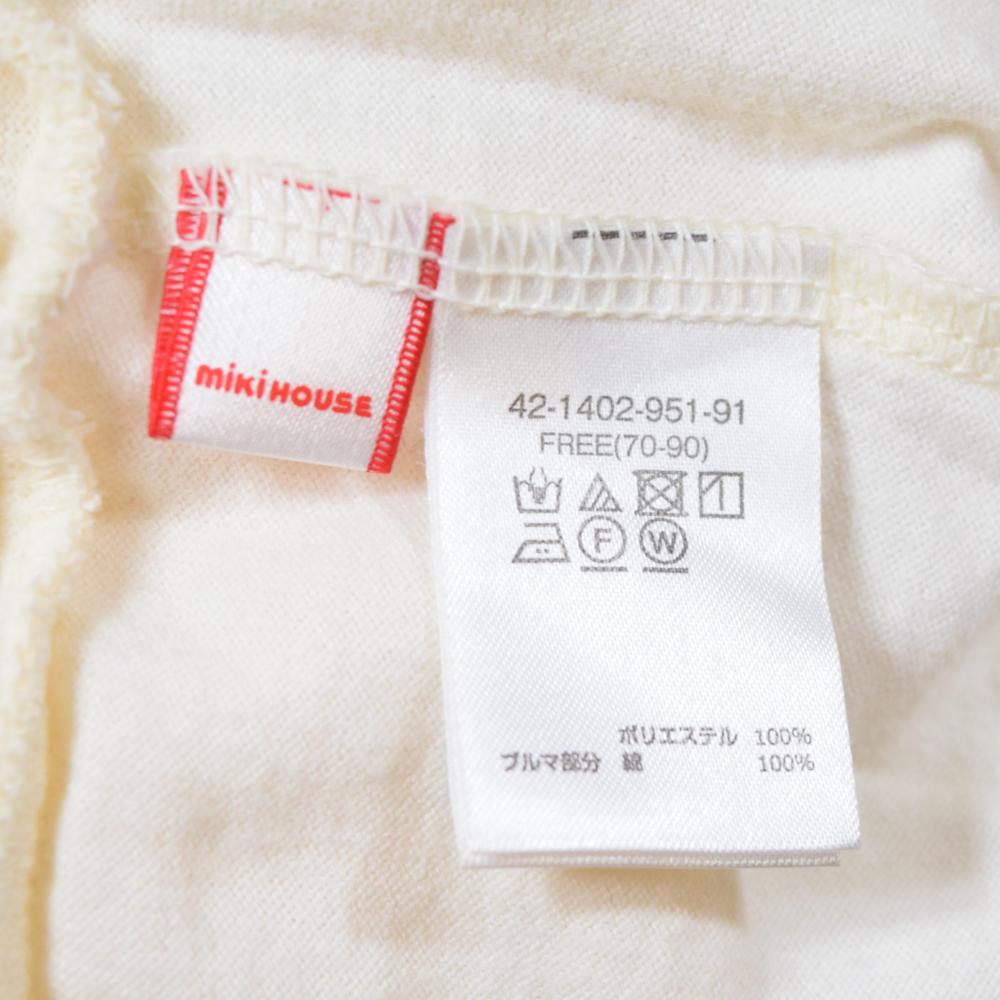 mikiHOUSE
42-1402-951-91
FREE(70-90)
F W
ポリエステル 100%
ブルマ部分 綿 100%